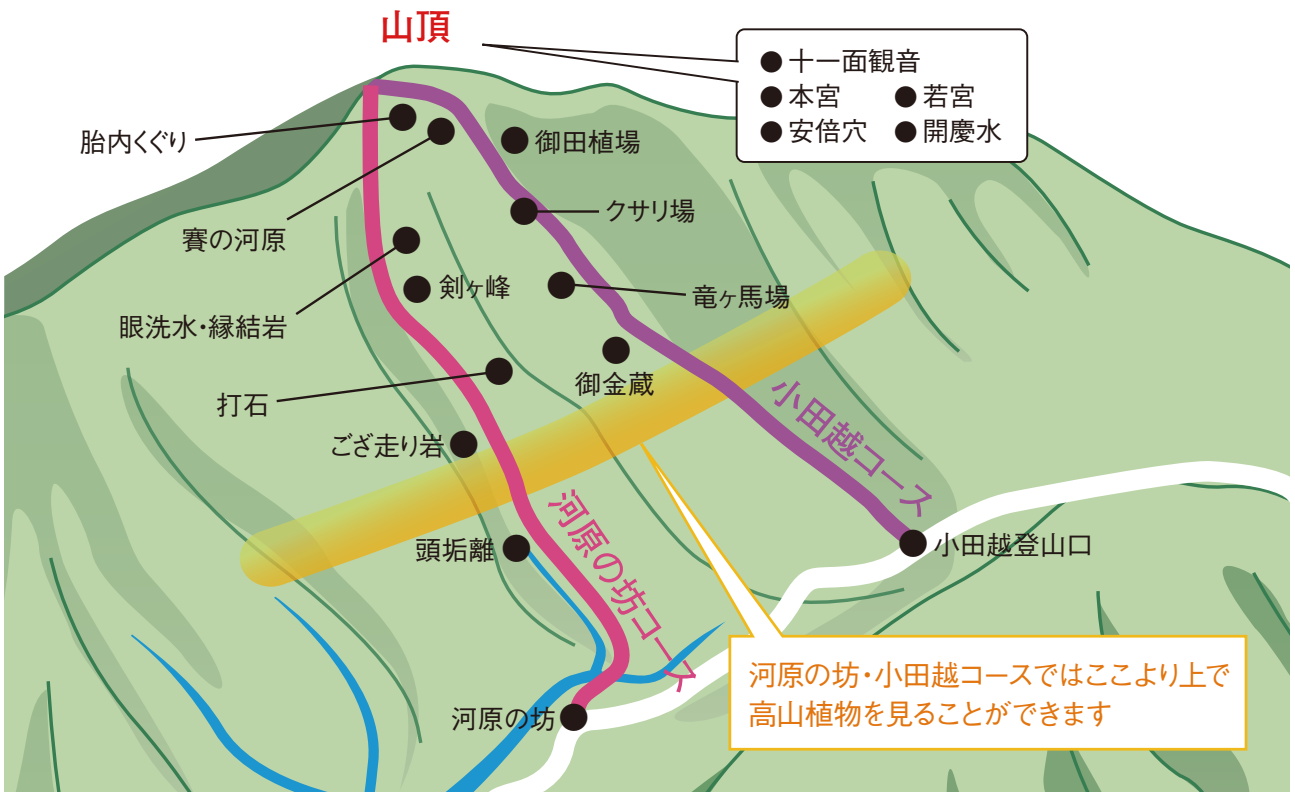 山頂
●十一面観音
●本宮 ●若宮
●安倍穴 ●開慶水
胎内くぐり
御田植場
賽の河原
クサリ場
剣ヶ峰
竜ヶ馬場
眼洗水・縁結岩
御金蔵
打石
ござ走り岩
小田越コース
河原の坊コース
頭垢離
小田越登山口
河原の坊
河原の坊・小田越コースではここより上で
高山植物を見ることができます